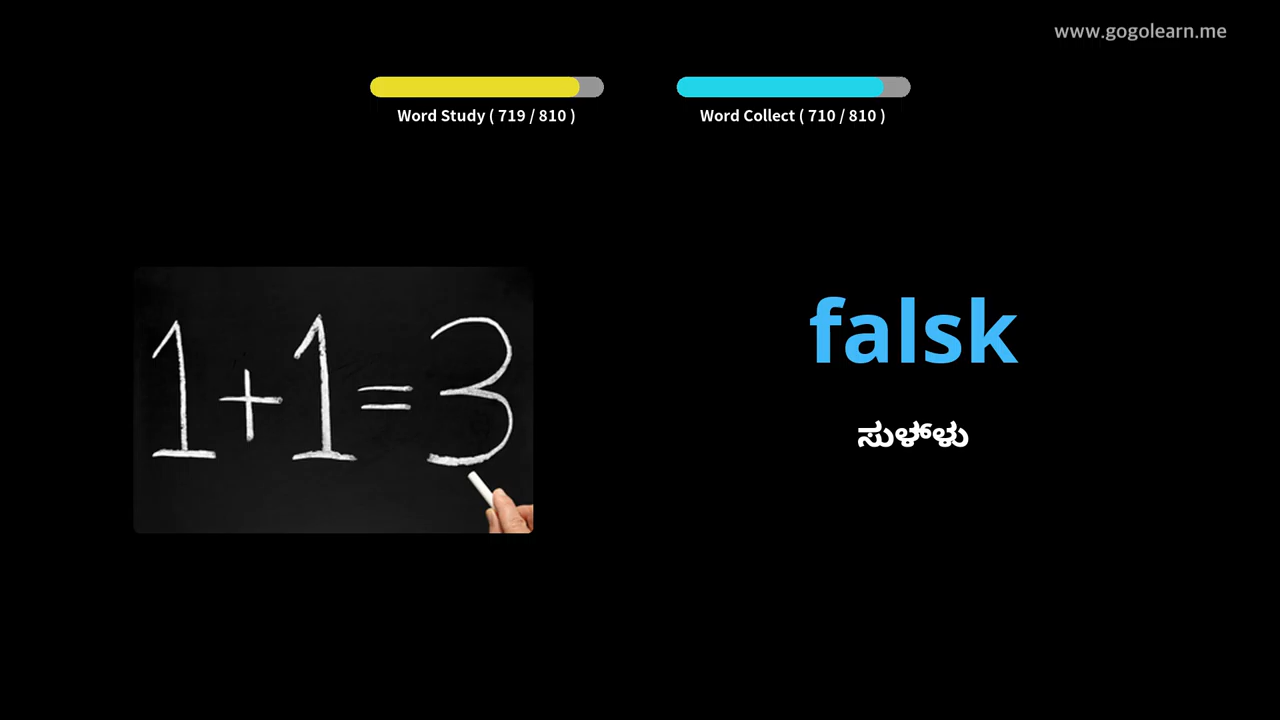 www.gogolearn.me
Word Study ( 719 / 810 )
Word Collect ( 710 / 810 )
1+1=3
falsk
ಸುಳ್ಳು